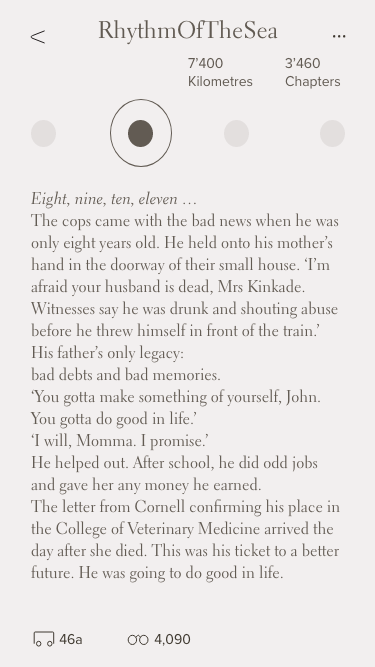 <
RhythmOfTheSea
...
7’400
Kilometres
3’460
Chapters
Eight, nine, ten, eleven …
The cops came with the bad news when he was
only eight years old. He held onto his mother’s
hand in the doorway of their small house. ‘I’m
afraid your husband is dead, Mrs Kinkade.
Witnesses say he was drunk and shouting abuse
before he threw himself in front of the train.’
His father’s only legacy:
bad debts and bad memories.
‘You gotta make something of yourself, John.
You gotta do good in life.’
‘I will, Momma. I promise.’
He helped out. After school, he did odd jobs
and gave her any money he earned.
The letter from Cornell confirming his place in
the College of Veterinary Medicine arrived the
day after she died. This was his ticket to a better
future. He was going to do good in life.
46a
4,090